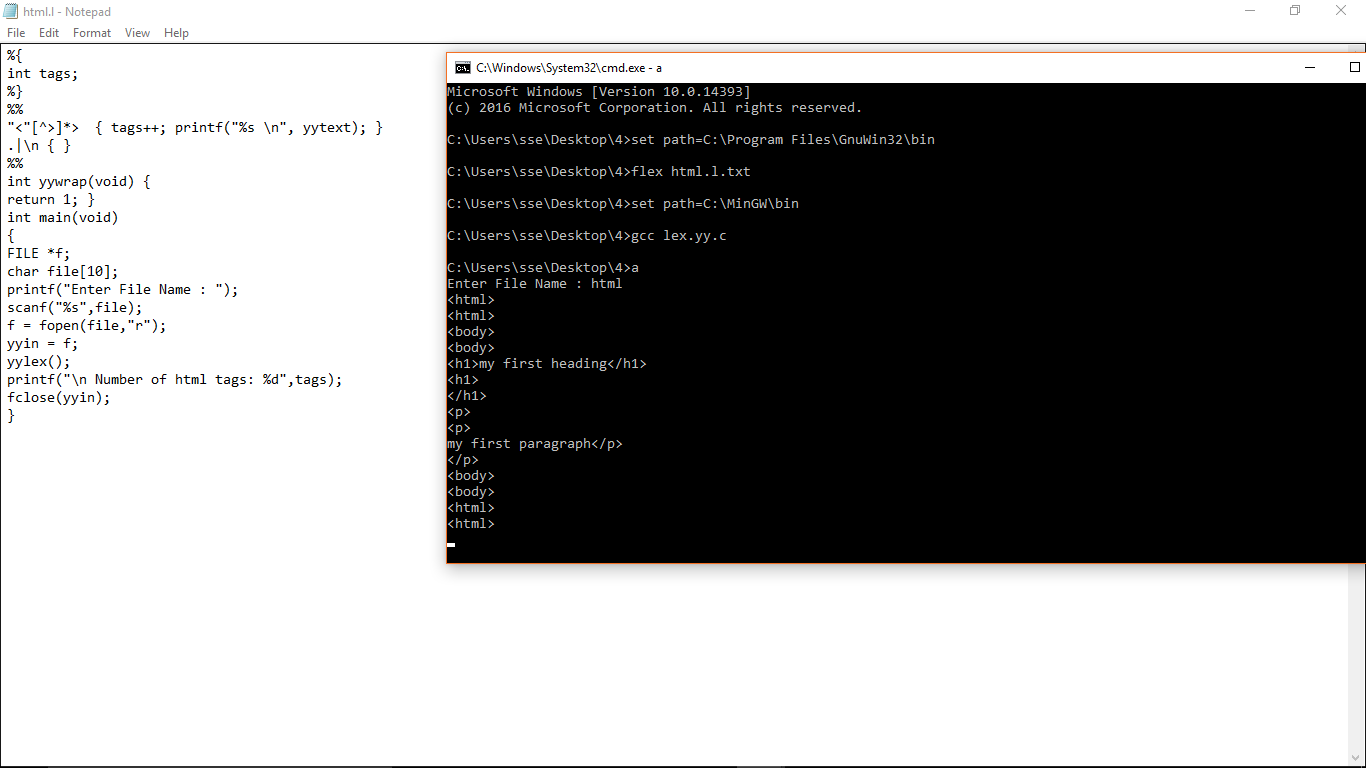 html.l - Notepad
File Edit Format View Help
%{
int tags;
%}
%%
"<"[^>]*> { tags++; printf("%s \n", yytext); }
.|\n { }
%%
int yywrap(void) {
return 1; }
int main(void)
{
FILE *f;
char file[10];
printf("Enter File Name : ");
scanf("%s",file);
f = fopen(file,"r");
yyin = f;
yylex();
printf("\n Number of html tags: %d",tags);
fclose(yyin);
}
C:\Windows\System32\cmd.exe - a
Microsoft Windows [Version 10.0.14393]
(c) 2016 Microsoft Corporation. All rights reserved.
C:\Users\sse\Desktop\4>set path=C:\Program Files\GnuWin32\bin
C:\Users\sse\Desktop\4>flex html.l.txt
C:\Users\sse\Desktop\4>set path=C:\MinGW\bin
C:\Users\sse\Desktop\4>gcc lex.yy.c
C:\Users\sse\Desktop\4>a
Enter File Name : html
<html>
<html>
<body>
<body>
<h1>my first heading</h1>
<h1>
</h1>
<p>
<p>
my first paragraph</p>
</p>
<body>
<body>
<html>
<html>